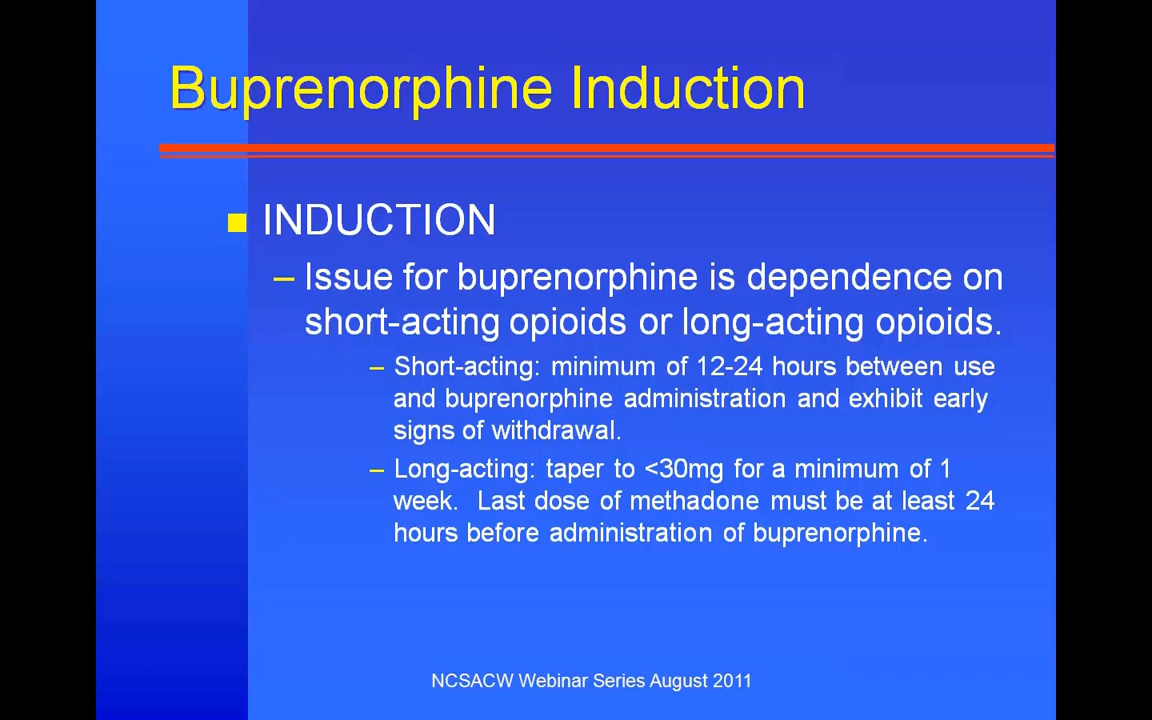 Buprenorphine Induction
INDUCTION
– Issue for buprenorphine is dependence on
short-acting opioids or long-acting opioids.
– Short-acting: minimum of 12-24 hours between use
and buprenorphine administration and exhibit early
signs of withdrawal.
– Long-acting: taper to <30mg for a minimum of 1
week.  Last dose of methadone must be at least 24
hours before administration of buprenorphine.
NCSACW Webinar Series August 2011